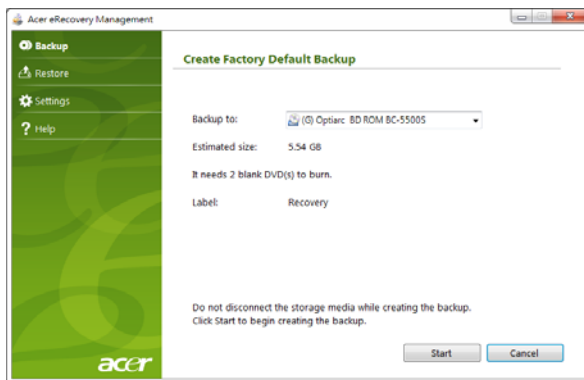 Acer eRecovery Management
Backup
Restore
Settings
? Help
Create Factory Default Backup
Backup to: (G) Optiarc BD ROM BC-5500S
Estimated size: 5.54 GB
It needs 2 blank DVD(s) to burn.
Label: Recovery
Do not disconnect the storage media while creating the backup.
Click Start to begin creating the backup.
Start Cancel
acer